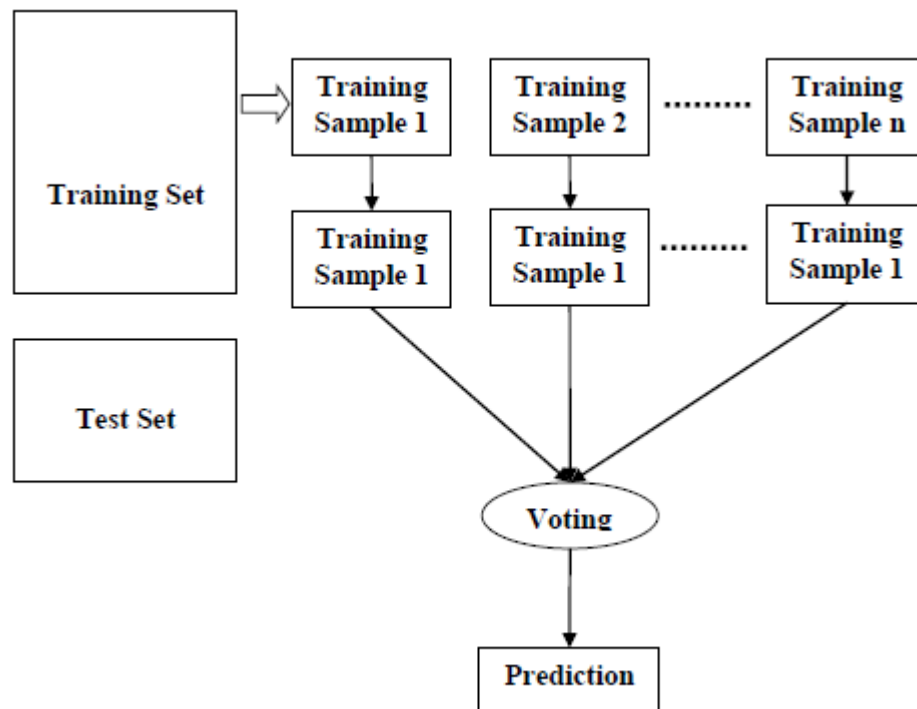 Training Set
Training
Sample 1
Training
Sample 2
Training
Sample n
Training
Sample 1
Training
Sample 1
Training
Sample 1
Test Set
Voting
Prediction